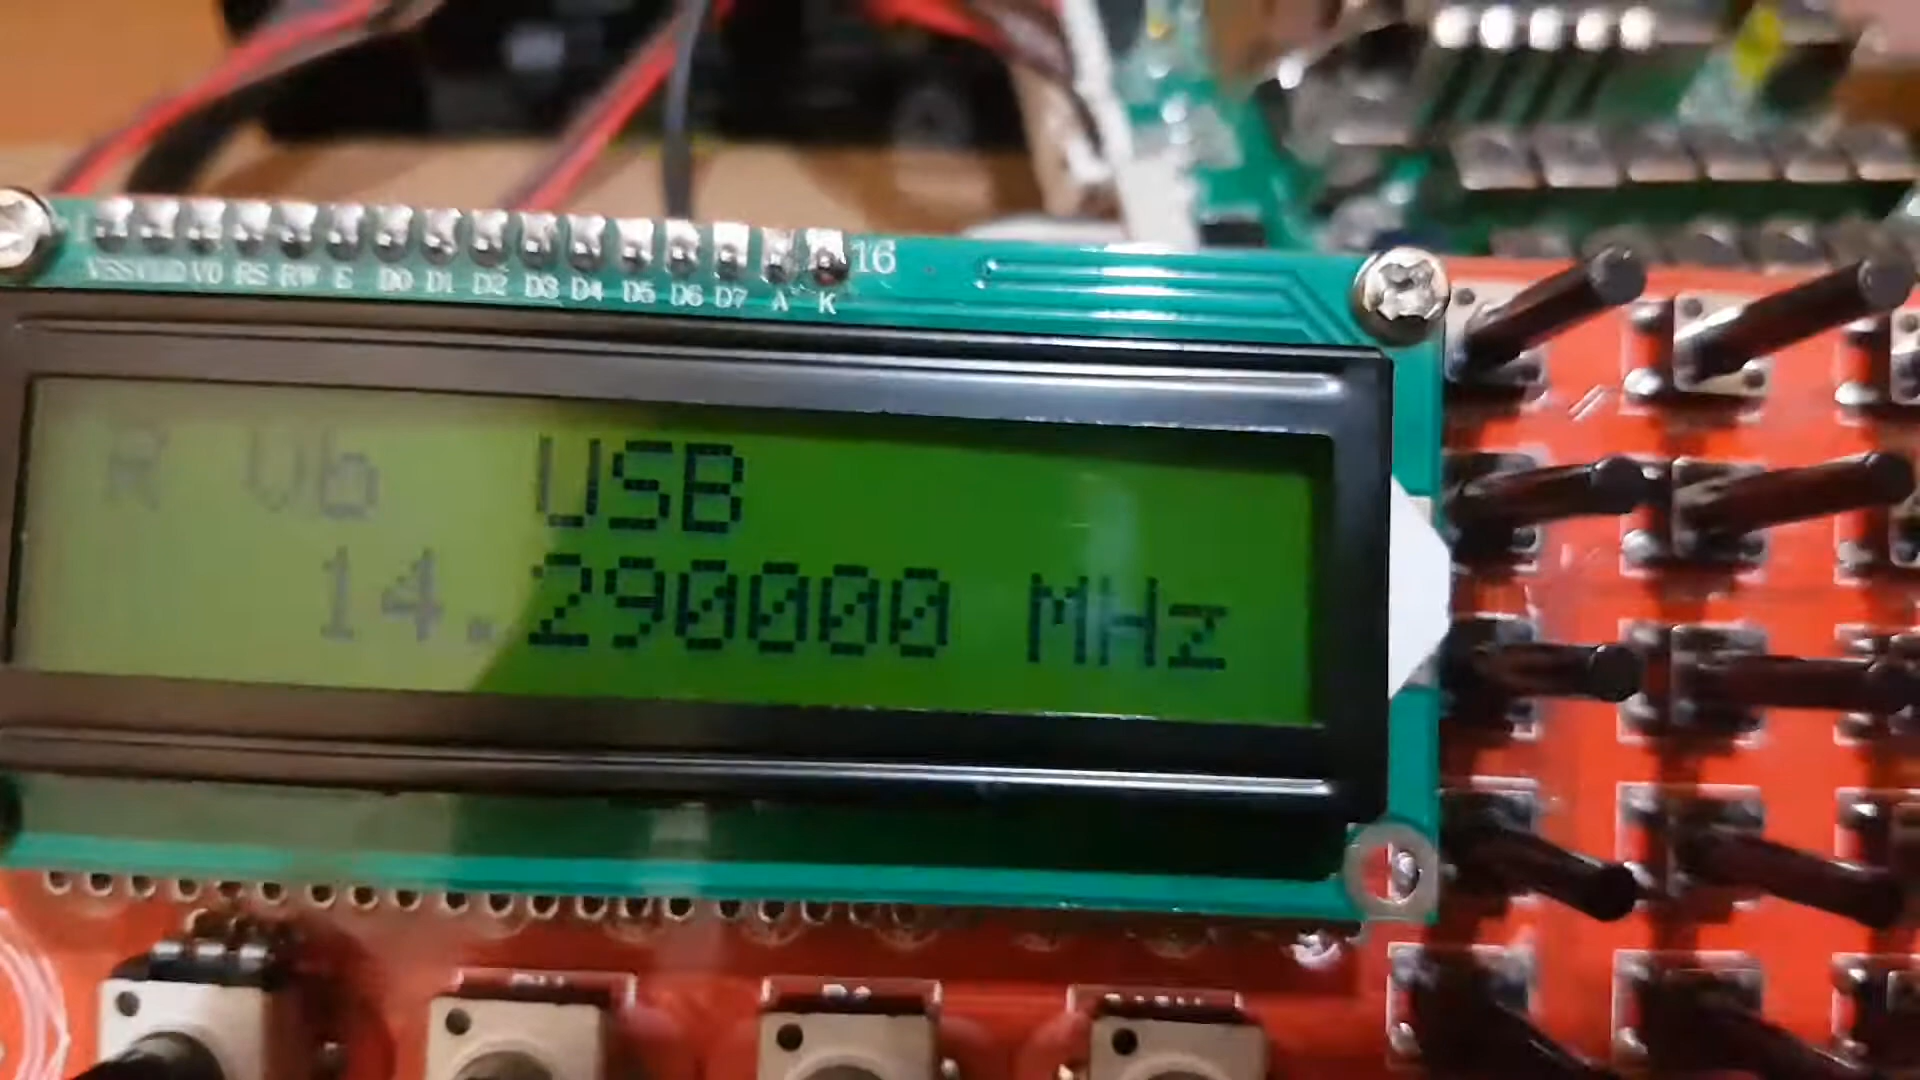 VSS VDD V0 RS RW E D0 D1 D2 D3 D4 D5 D6 D7 A K 16
R Vb USB
14.290000 MHz